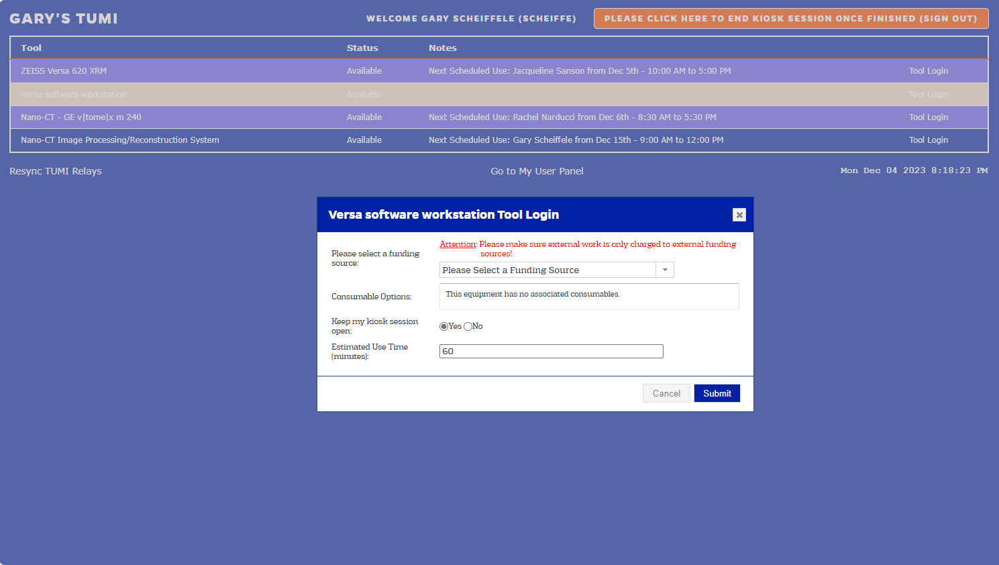 GARY'S TUMI
WELCOME GARY SCHEIFFELE (SCHEIFFE)
PLEASE CLICK HERE TO END KIOSK SESSION ONCE FINISHED (SIGN OUT)
Tool Status Notes
ZEISS Versa 620 XRM Available Next Scheduled Use: Jacqueline Sanson from Dec 5th - 10:00 AM to 5:00 PM Tool Login
Versa software workstation Available Tool Login
Nano-CT - GE v|tome|x m 240 Available Next Scheduled Use: Rachel Narducci from Dec 6th - 8:30 AM to 5:30 PM Tool Login
Nano-CT Image Processing/Reconstruction System Available Next Scheduled Use: Gary Scheiffele from Dec 15th - 9:00 AM to 12:00 PM Tool Login
Resync TUMI Relays Go to My User Panel Mon Dec 04 2023 8:18:23 PM
Versa software workstation Tool Login
Attention: Please make sure external work is only charged to external funding
sources!
Please select a funding
source:
Please Select a Funding Source
Consumable Options:
This equipment has no associated consumables.
Keep my kiosk session
open:
Yes No
Estimated Use Time
(minutes):
60
Cancel Submit